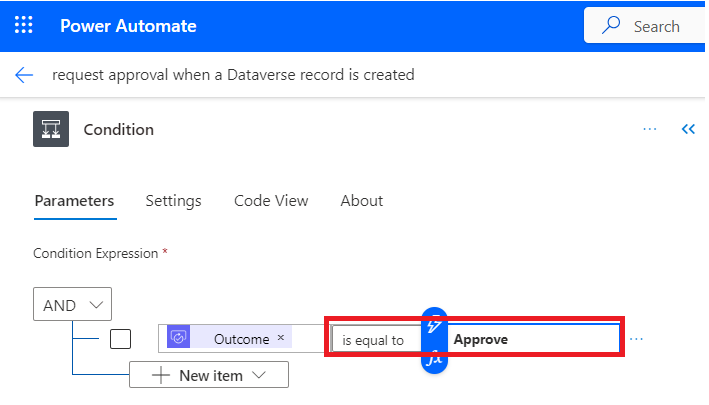 Power Automate
Search
request approval when a Dataverse record is created
Condition
Parameters Settings Code View About
Condition Expression *
AND
Outcome × is equal to Approve
fx
New item